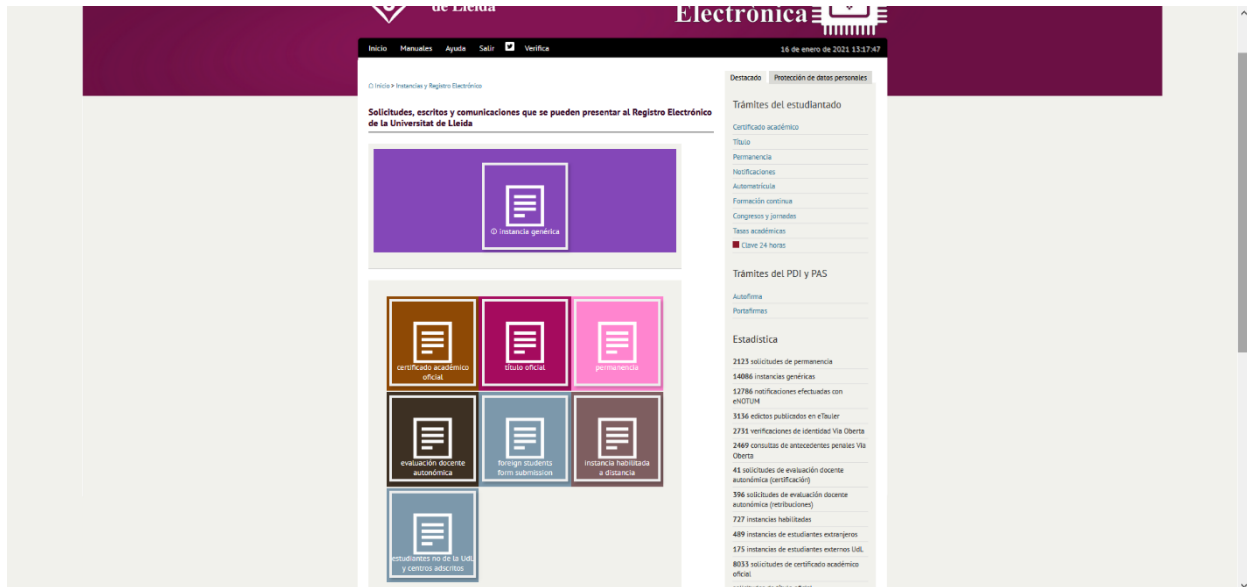 de Lleida
Electrónica
Inicio Manuales Ayuda Salir Verifica
16 de enero de 2021 13:17:47
Inicio > Instancias y Registro Electrónico
Solicitudes, escritos y comunicaciones que se pueden presentar al Registro Electrónico
de la Universitat de Lleida
instancia genérica
certificado académico
oficial
título oficial
permanencia
evaluación docente
autonómica
foreign students
form submission
instancia habilitada
a distancia
estudiantes no de la UdL
y centros adscritos
Destacado Protección de datos personales
Trámites del estudiantado
Certificado académico
Título
Permanencia
Notificaciones
Automatrícula
Formación continua
Congresos y jornadas
Tasas académicas
Clave 24 horas
Trámites del PDI y PAS
Autofirma
Portafirmes
Estadística
2123 solicitudes de permanencia
14086 instancias genéricas
12786 notificaciones efectuadas con
eNOTUM
3136 edictos publicados en eTauler
2731 verificaciones de identidad Via Oberta
2469 consultas de antecedentes penales Via
Oberta
41 solicitudes de evaluación docente
autonómica (certificación)
396 solicitudes de evaluación docente
autonómica (retribuciones)
727 instancias habilitadas
489 instancias de estudiantes extranjeros
175 instancias de estudiantes externos UdL
8033 solicitudes de certificado académico
oficial